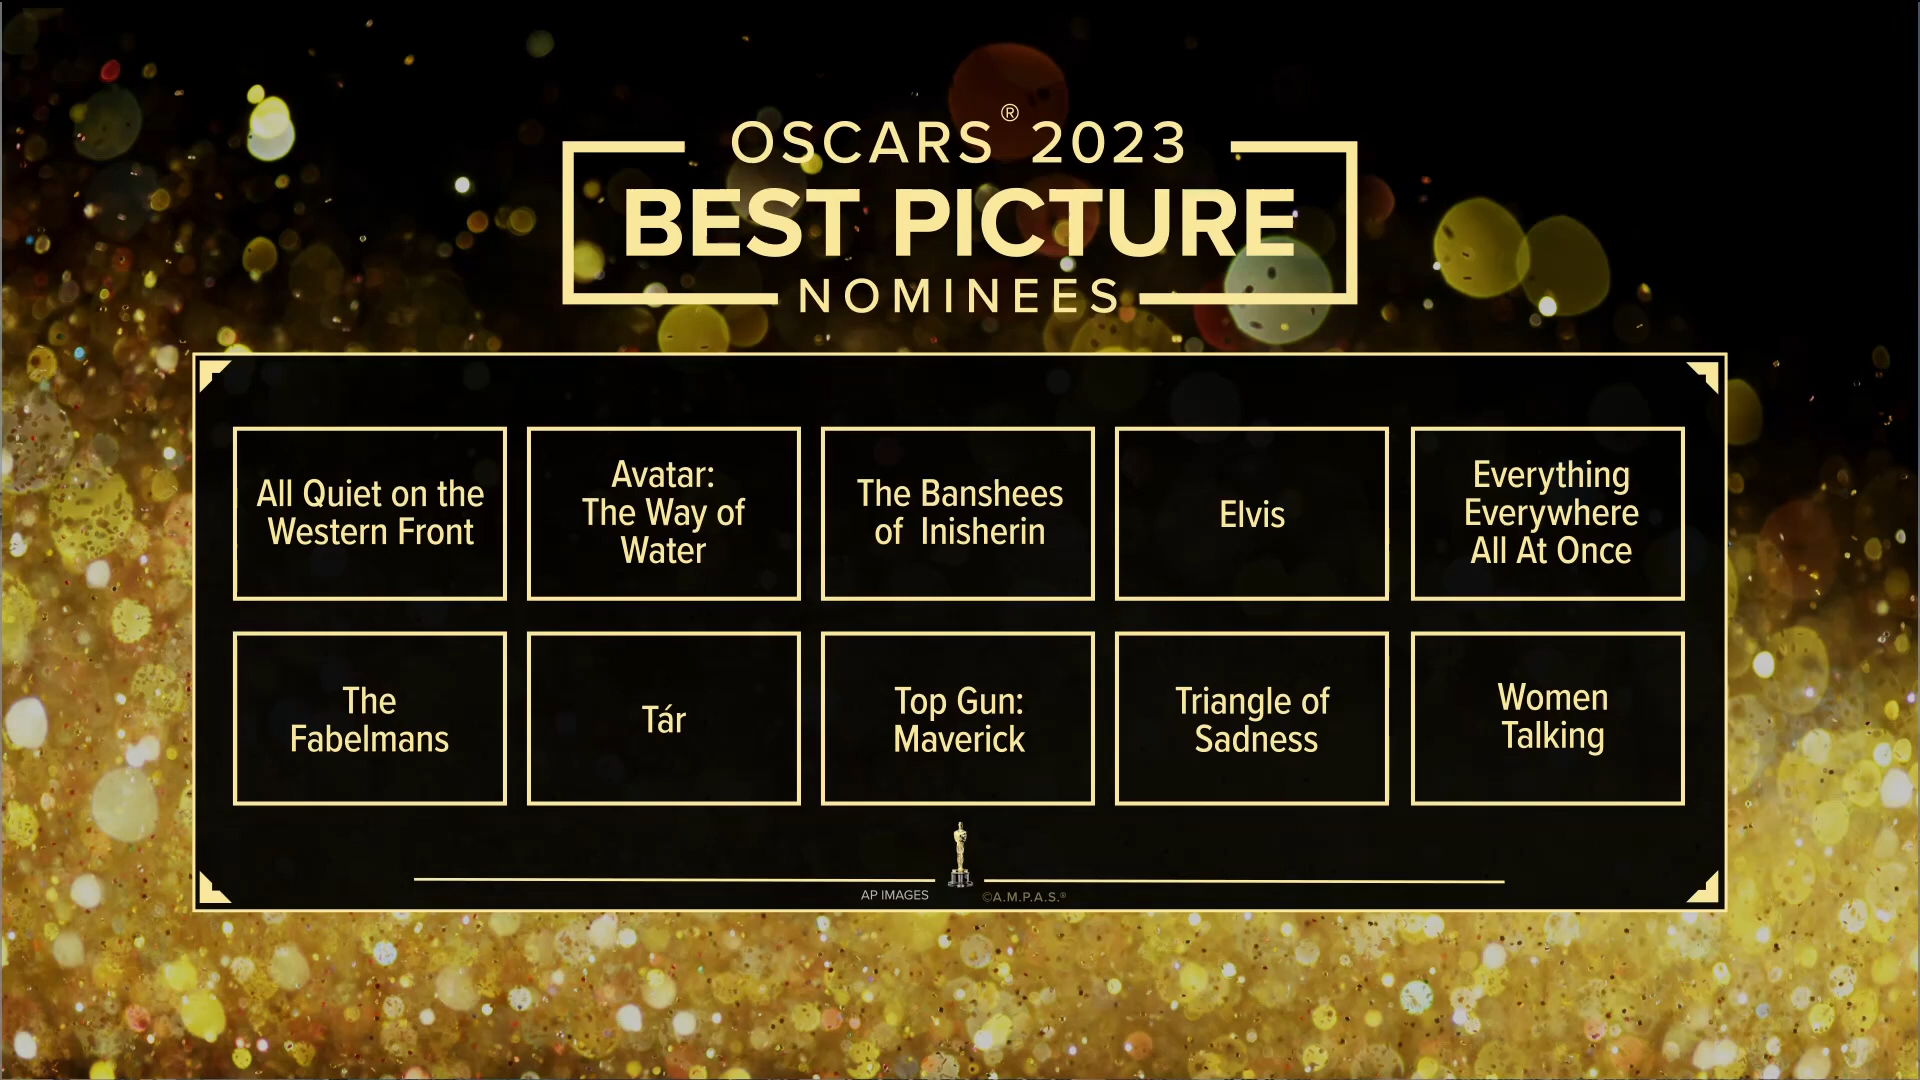 OSCARS® 2023
BEST PICTURE
NOMINEES
All Quiet on the
Western Front
Avatar:
The Way of
Water
The Banshees
of Inisherin
Elvis
Everything
Everywhere
All At Once
The
Fabelmans
Tár
Top Gun:
Maverick
Triangle of
Sadness
Women
Talking
AP IMAGES
©A.M.P.A.S.®